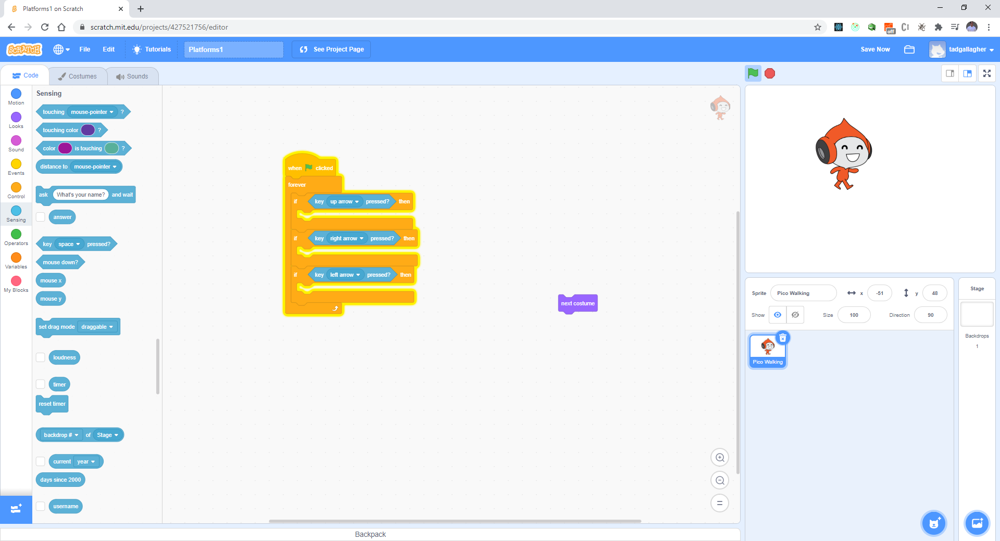 Platforms1 on Scratch
scratch.mit.edu/projects/427521756/editor
off
SCRATCH
File
Edit
Tutorials
Platforms1
See Project Page
Save Now
tadgallagher
Code
Costumes
Sounds
Motion
Looks
Sound
Events
Control
Sensing
Operators
Variables
My Blocks
Sensing
touching mouse-pointer ?
touching color ?
color is touching ?
distance to mouse-pointer
ask What's your name? and wait
answer
key space pressed?
mouse down?
mouse x
mouse y
set drag mode draggable
loudness
timer
reset timer
backdrop # of Stage
current year
days since 2000
username
when clicked
forever
if key up arrow pressed? then
if key right arrow pressed? then
if key left arrow pressed? then
next costume
Backpack
Sprite Pico Walking x -51 y 48
Show Size 100 Direction 90
Pico Walking
Stage
Backdrops
1